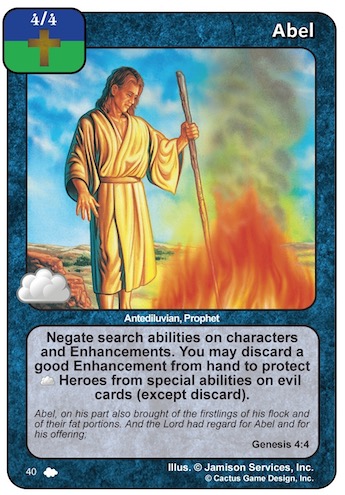 4/4
Abel
Antediluvian, Prophet
Negate search abilities on characters
and Enhancements. You may discard a
good Enhancement from hand to protect
Heroes from special abilities on evil
cards (except discard).
Abel, on his part also brought of the firstlings of his flock and
of their fat portions. And the Lord had regard for Abel and for
his offering.
Genesis 4:4
40
Illus. © Jamison Services, Inc.
© Cactus Game Design, Inc.